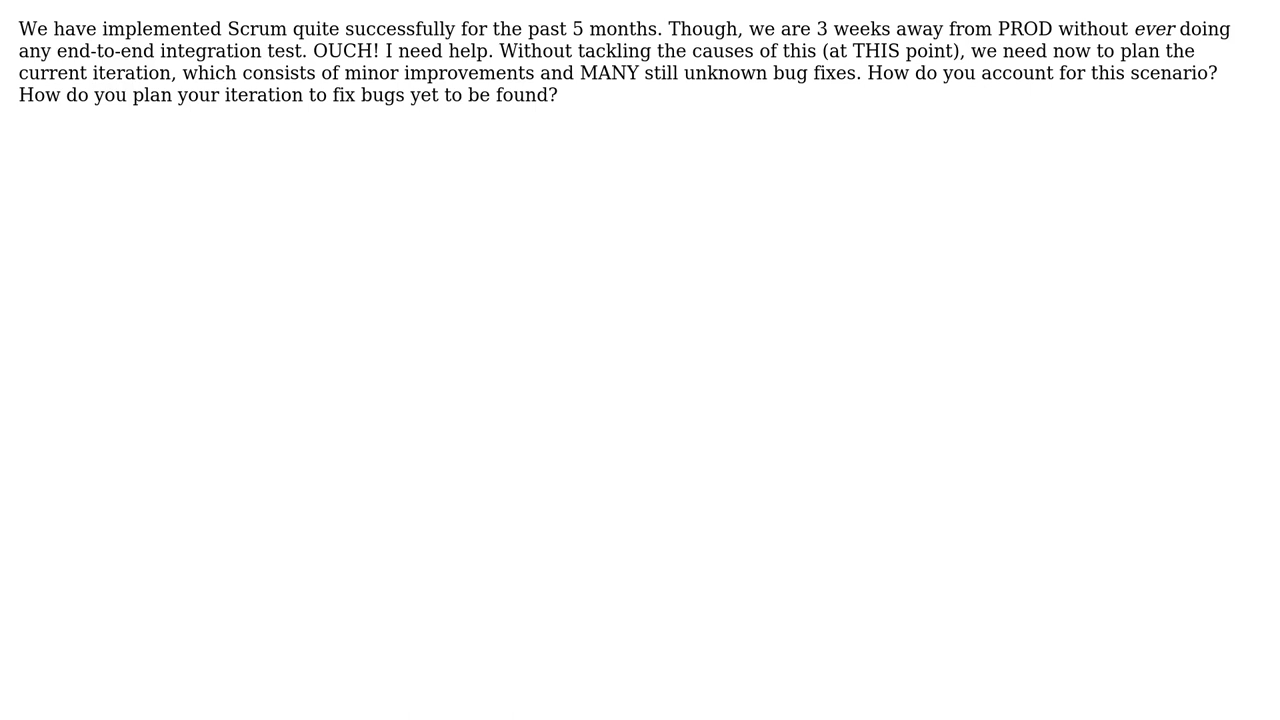 We have implemented Scrum quite successfully for the past 5 months. Though, we are 3 weeks away from PROD without ever doing
any end-to-end integration test. OUCH! I need help. Without tackling the causes of this (at THIS point), we need now to plan the
current iteration, which consists of minor improvements and MANY still unknown bug fixes. How do you account for this scenario?
How do you plan your iteration to fix bugs yet to be found?